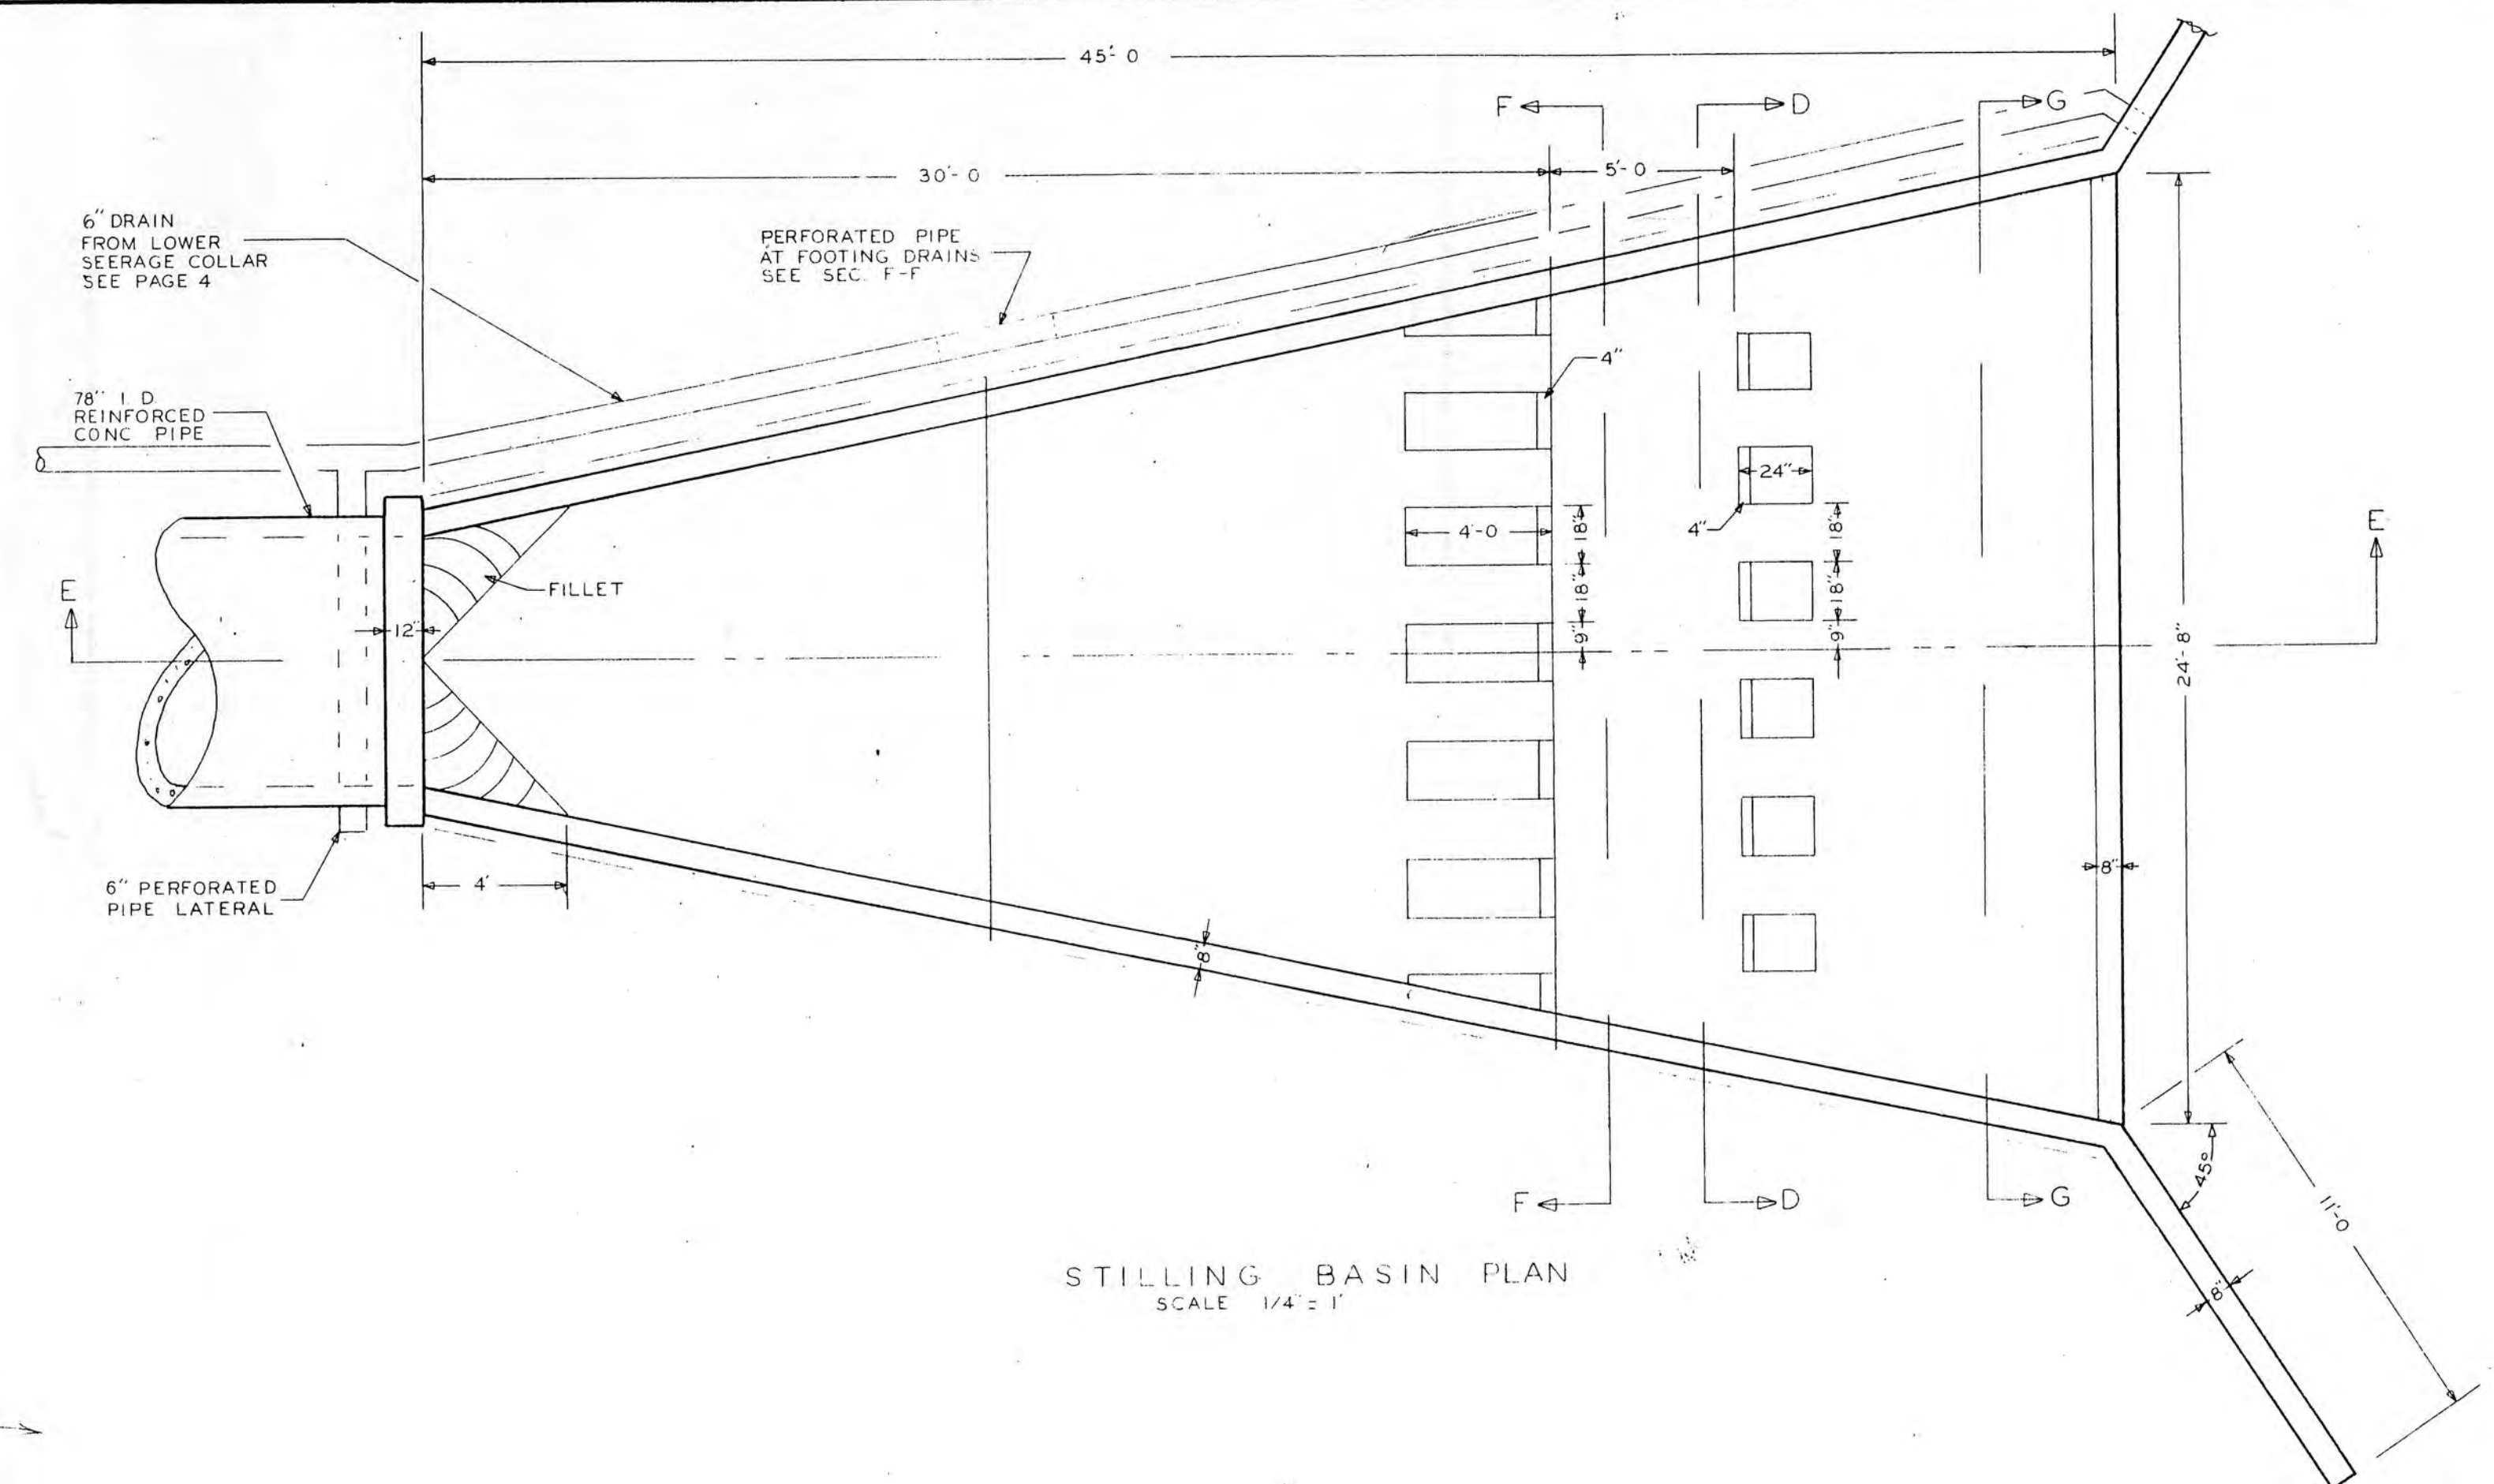 45'-0
F
D
G
30'-0
5'-0
6" DRAIN
FROM LOWER
SEERAGE COLLAR
SEE PAGE 4
PERFORATED PIPE
AT FOOTING DRAINS
SEE SEC. F-F
4"
78" I. D.
REINFORCED
CONC PIPE
24"
4'-0
18"
4"
18"
E
E
FILLET
18"
18"
12"
9"
9"
24'-8"
4'
8"
6" PERFORATED
PIPE LATERAL
8"
45°
F
D
G
11'-0
STILLING BASIN PLAN
SCALE 1/4" = 1'
8"